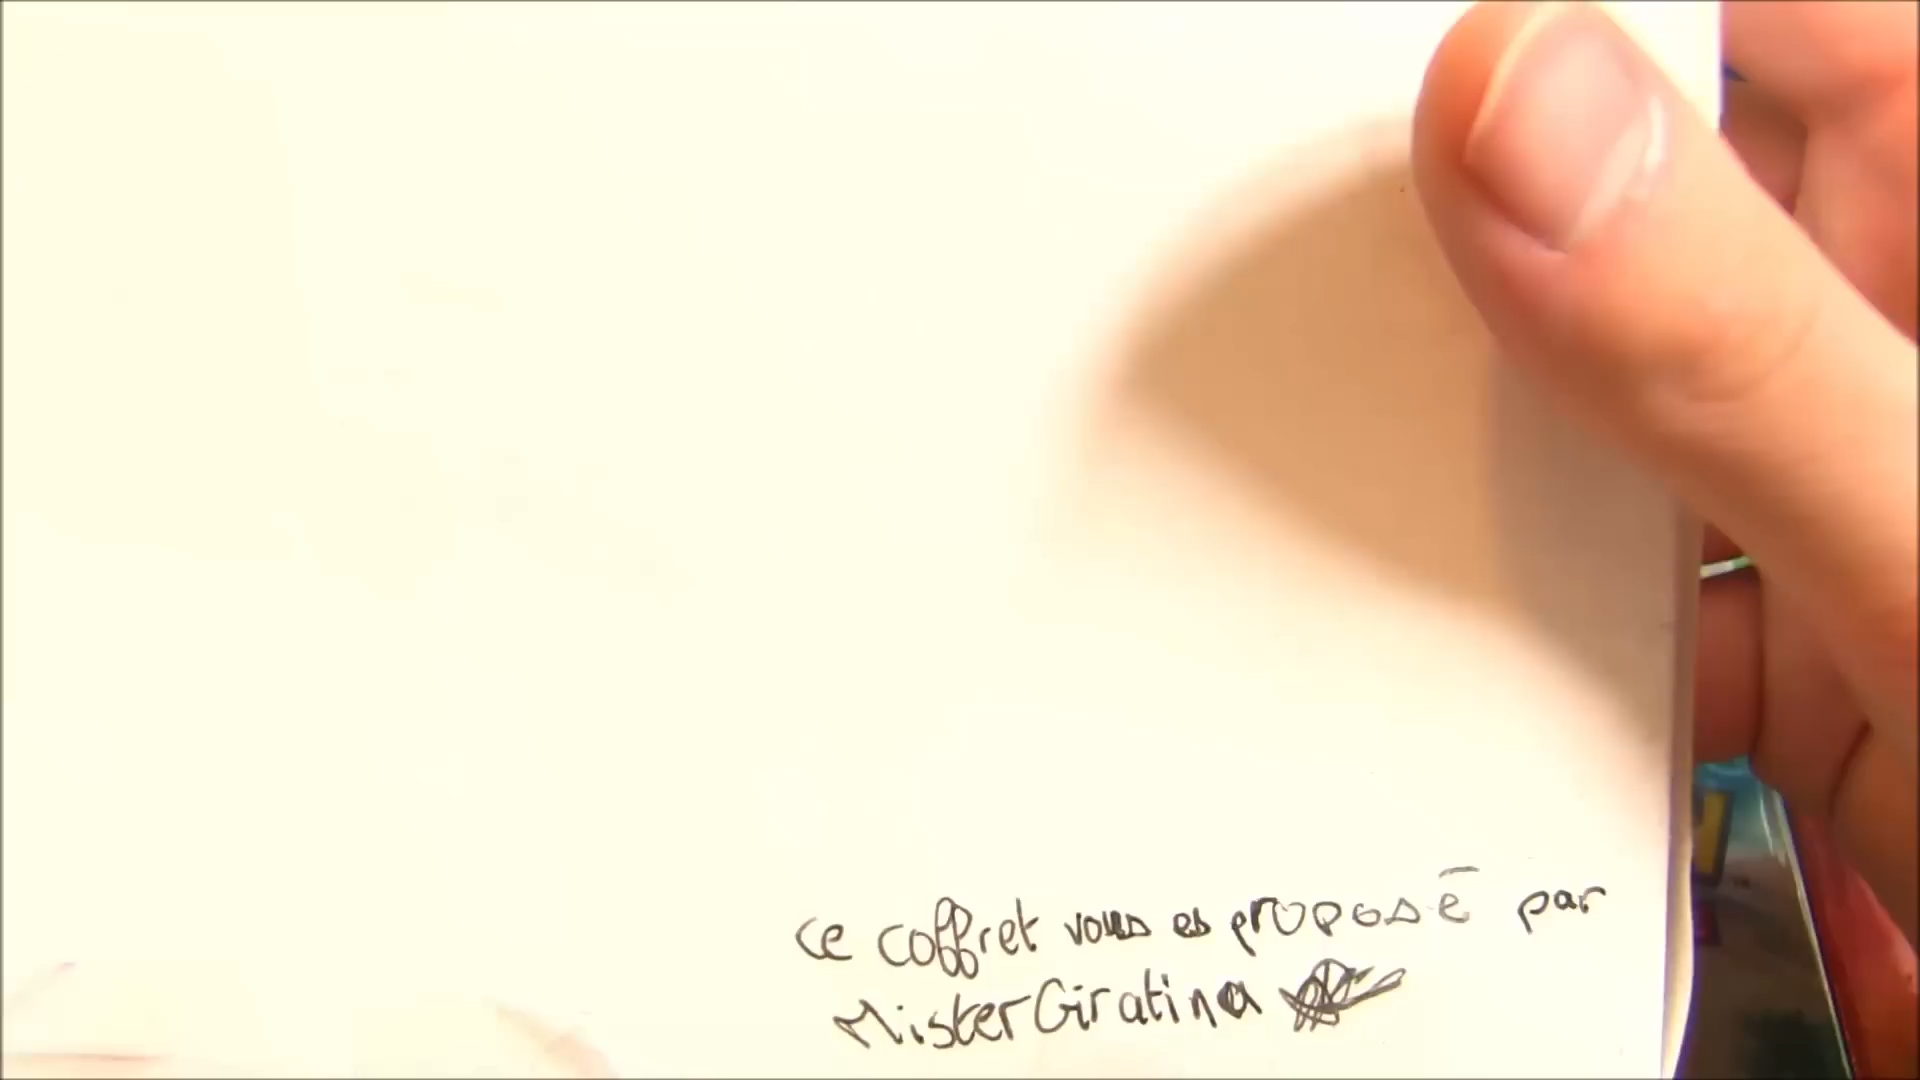 Ce coffret vous es proposé par
MisterGiratina